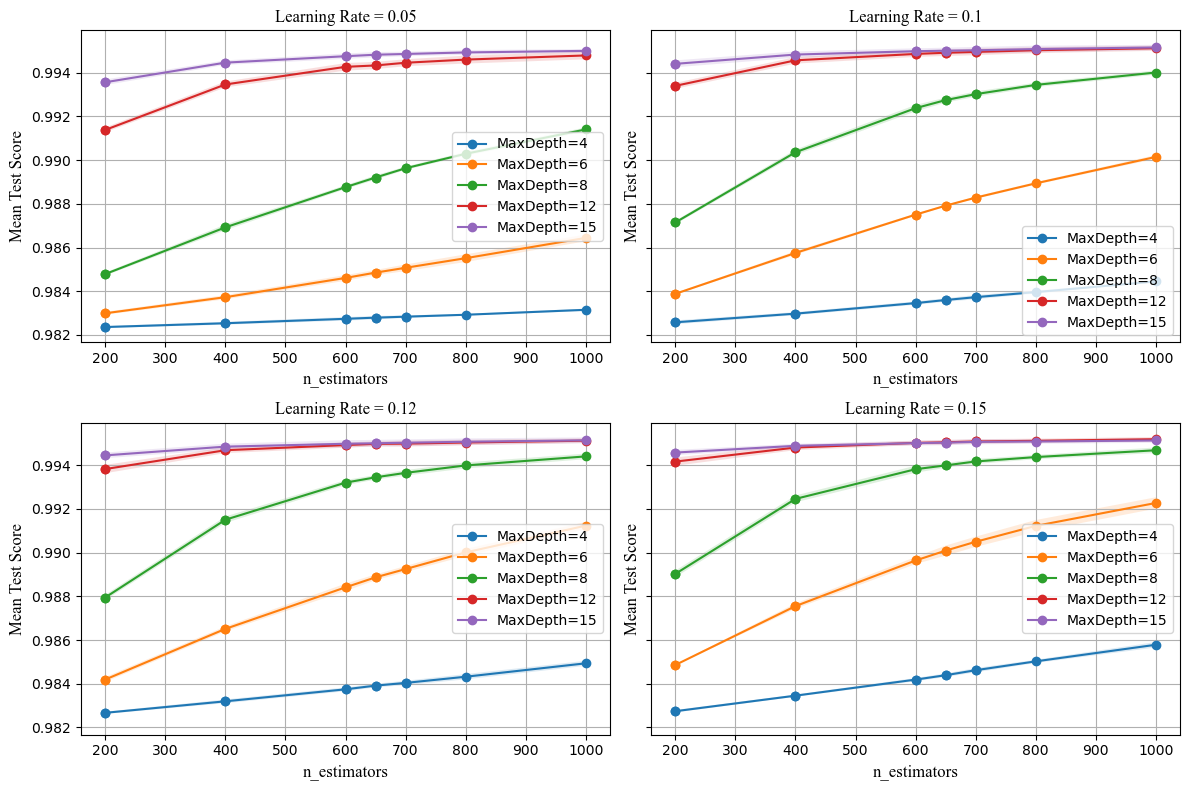 Learning Rate = 0.05
Mean Test Score
0.994
0.992
0.990
0.988
0.986
0.984
0.982
MaxDepth=4
MaxDepth=6
MaxDepth=8
MaxDepth=12
MaxDepth=15
200 300 400 500 600 700 800 900 1000
n_estimators
Learning Rate = 0.1
Mean Test Score
MaxDepth=4
MaxDepth=6
MaxDepth=8
MaxDepth=12
MaxDepth=15
200 300 400 500 600 700 800 900 1000
n_estimators
Learning Rate = 0.12
Mean Test Score
0.994
0.992
0.990
0.988
0.986
0.984
0.982
MaxDepth=4
MaxDepth=6
MaxDepth=8
MaxDepth=12
MaxDepth=15
200 300 400 500 600 700 800 900 1000
n_estimators
Learning Rate = 0.15
Mean Test Score
MaxDepth=4
MaxDepth=6
MaxDepth=8
MaxDepth=12
MaxDepth=15
200 300 400 500 600 700 800 900 1000
n_estimators